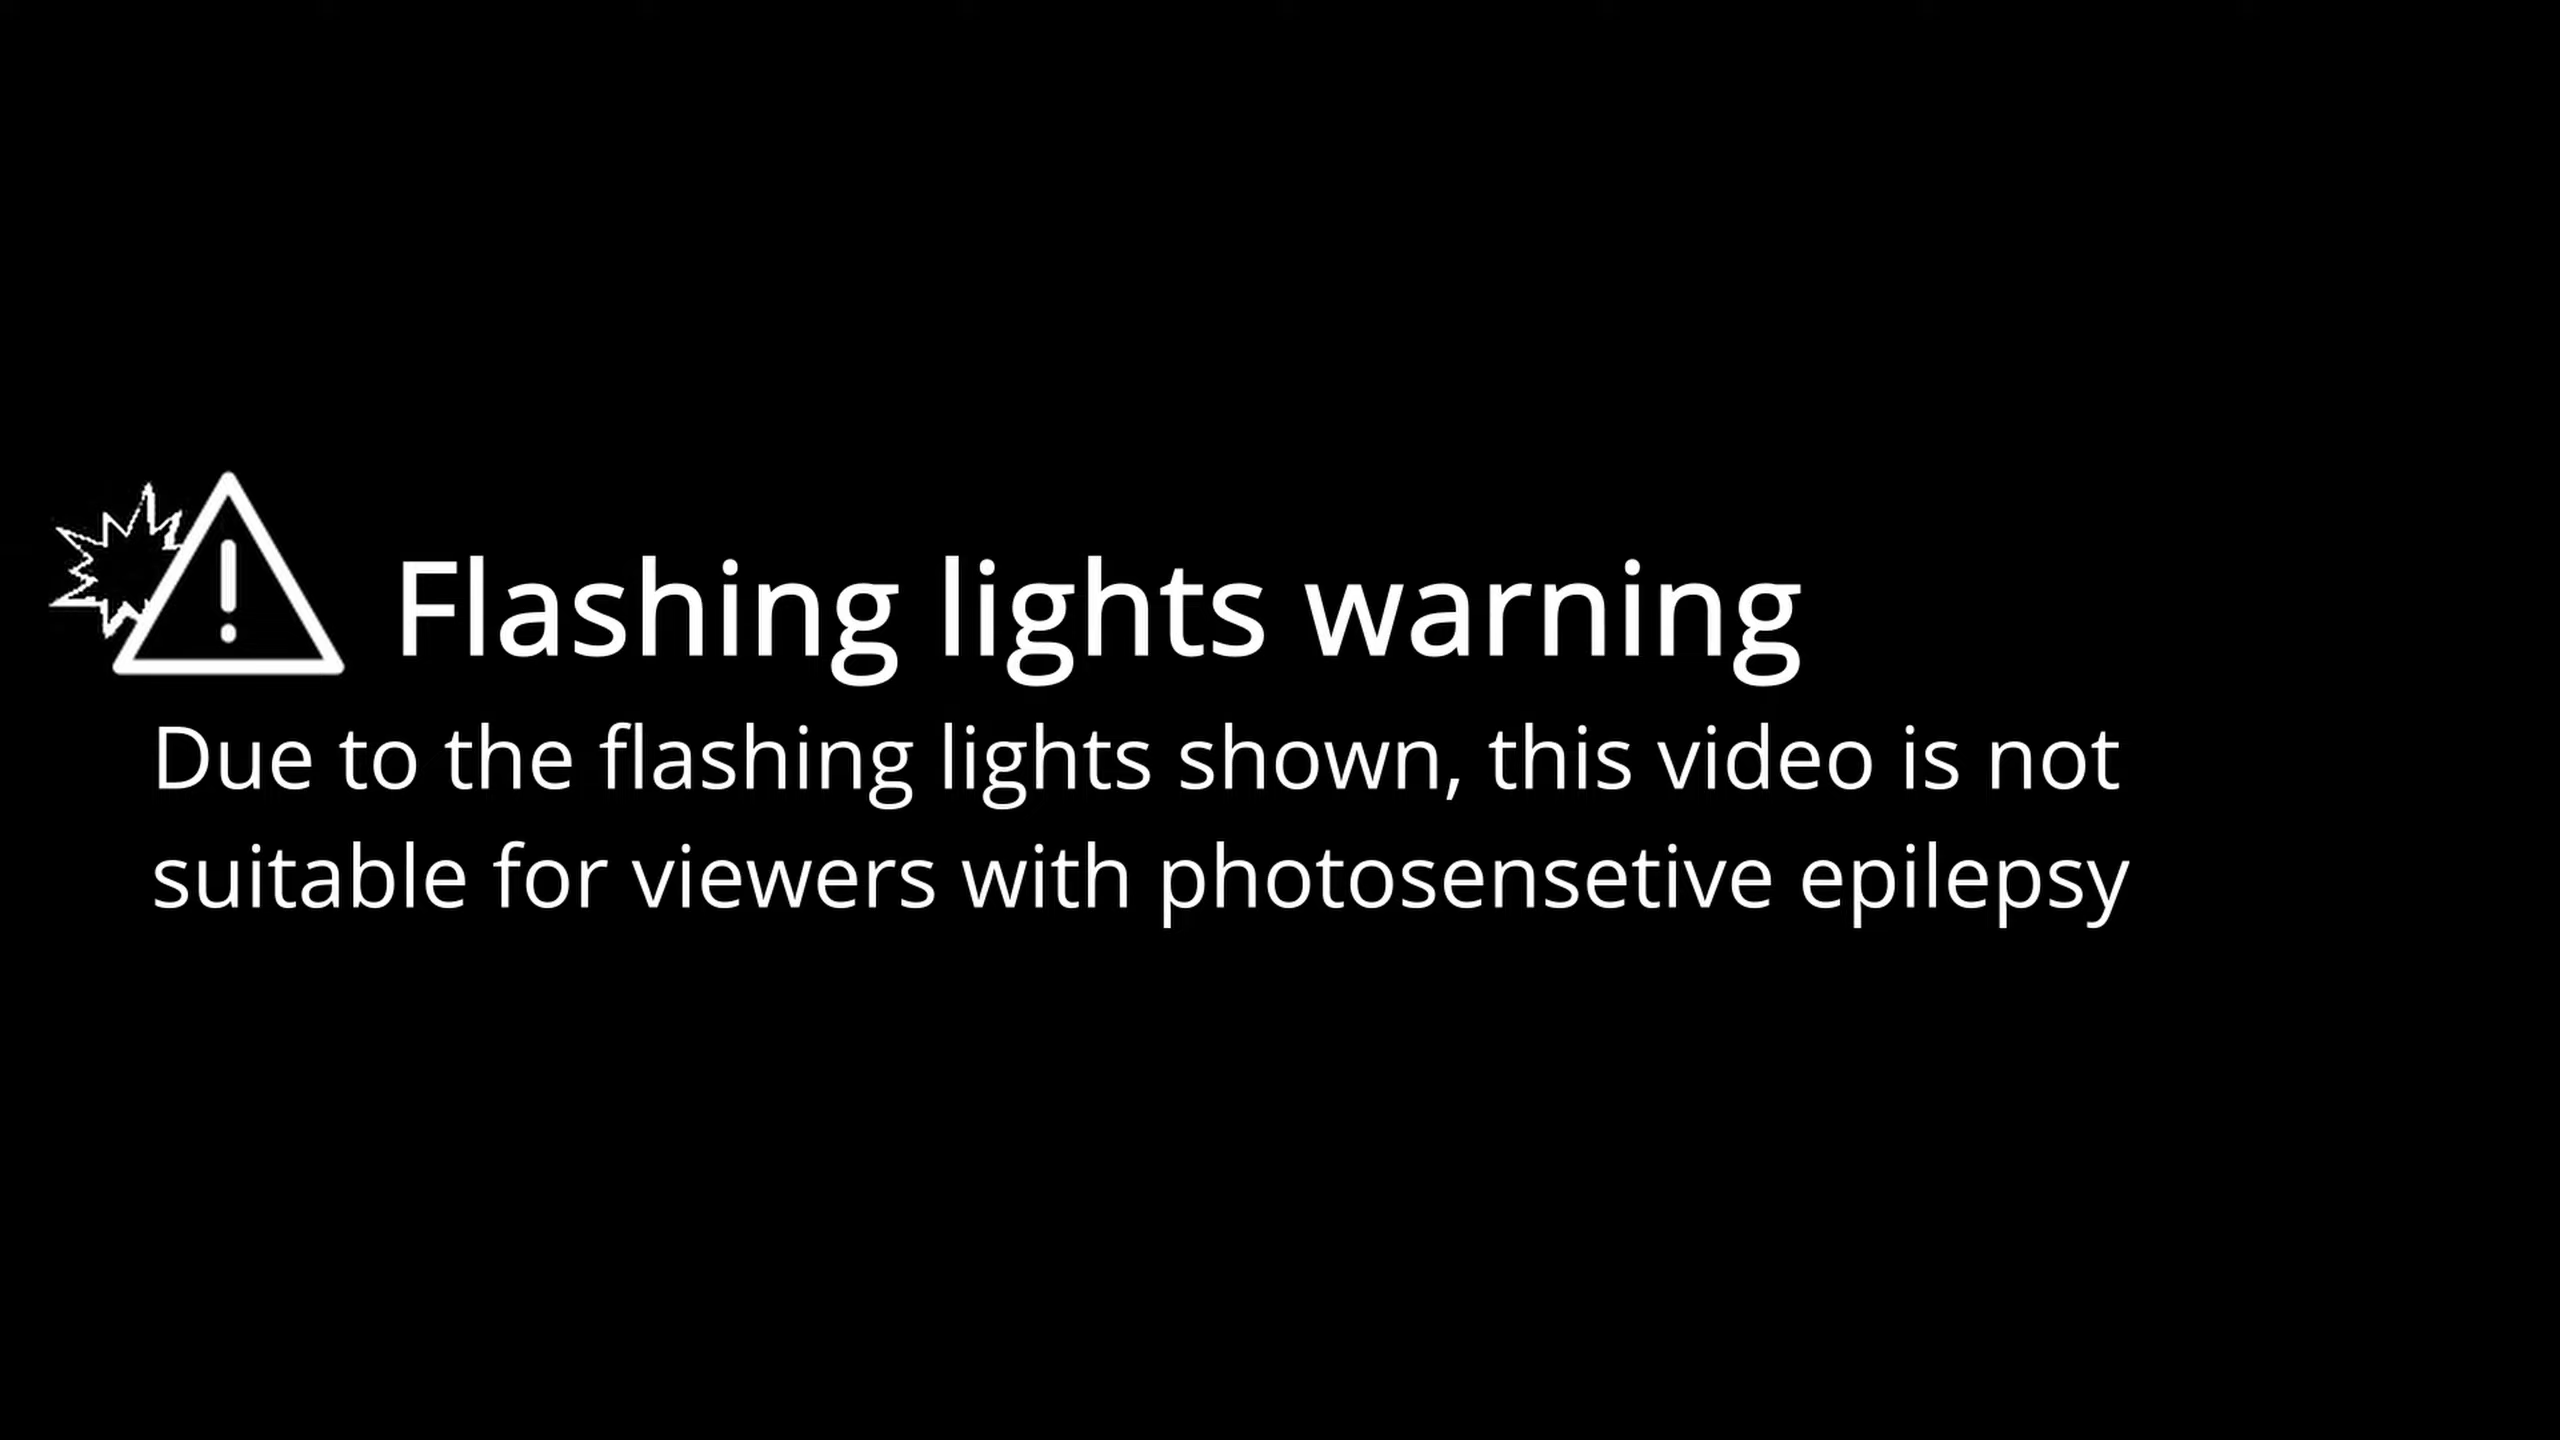 Flashing lights warning
Due to the flashing lights shown, this video is not
suitable for viewers with photosensetive epilepsy